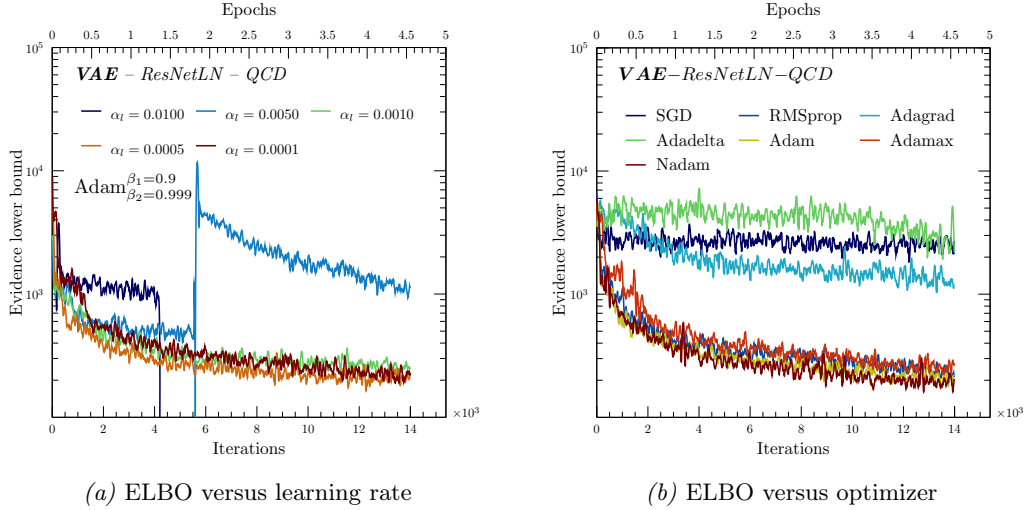 Epochs
0 0.5 1 1.5 2 2.5 3 3.5 4 4.5 5
10^5
10^4
10^3
Evidence lower bound
VAE – ResNetLN – QCD
α_l = 0.0100 α_l = 0.0050 α_l = 0.0010
α_l = 0.0005 α_l = 0.0001
Adam β_1=0.9 β_2=0.999
0 2 4 6 8 10 12 14
×10^3
Iterations
(a) ELBO versus learning rate
Epochs
0 0.5 1 1.5 2 2.5 3 3.5 4 4.5 5
10^5
10^4
10^3
Evidence lower bound
VAE–ResNetLN–QCD
SGD RMSprop Adagrad
Adadelta Adam Adamax
Nadam
0 2 4 6 8 10 12 14
×10^3
Iterations
(b) ELBO versus optimizer